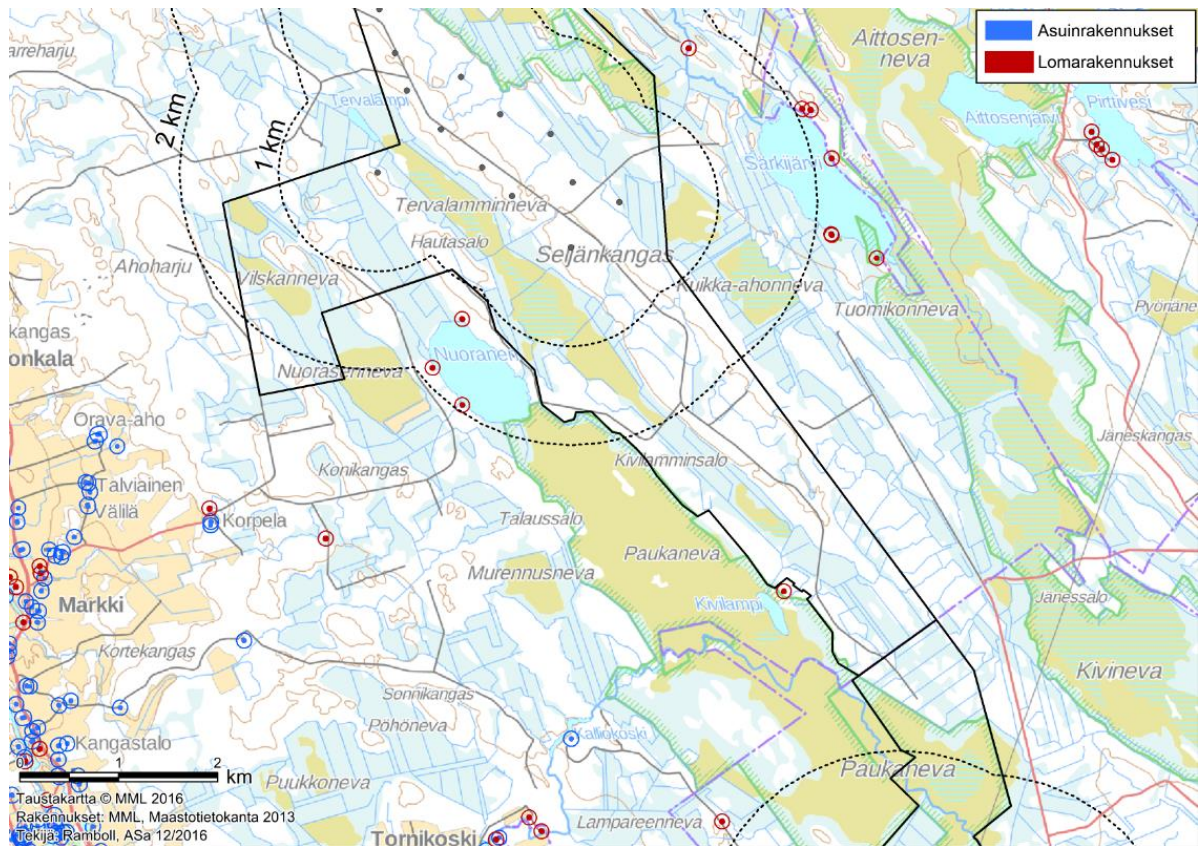 Asuinrakennukset
Lomarakennukset
Aittosen-
neva
arreharju
Tervalampi
2 km
1 km
Aittosenjärvi
Pirttivesi
Särkijärvi
Tervalamminneva
Hautasalo
Seljänkangas
Ahoharju
Vilskanneva
Kuikka-ahonneva
Tuomikonneva
Pyöriäne
kangas
onkala
Nuoranen
Nuorasenneva
Orava-aho
Jäneskangas
Konikangas
Kivilamminsalo
Talviainen
Välilä
Korpela
Talaussalo
Paukaneva
Murennusneva
Markki
Kivilampi
Jänessalo
Kortekangas
Kivineva
Sonnikangas
Pöhöneva
Kalliokoski
Kangastalo
Paukaneva
0 1 2 km
Puukkoneva
Taustakartta © MML 2016
Rakennukset: MML, Maastotietokanta 2013
Tekijä: Ramboll, ASa 12/2016
Tornikoski
Lampareenneva